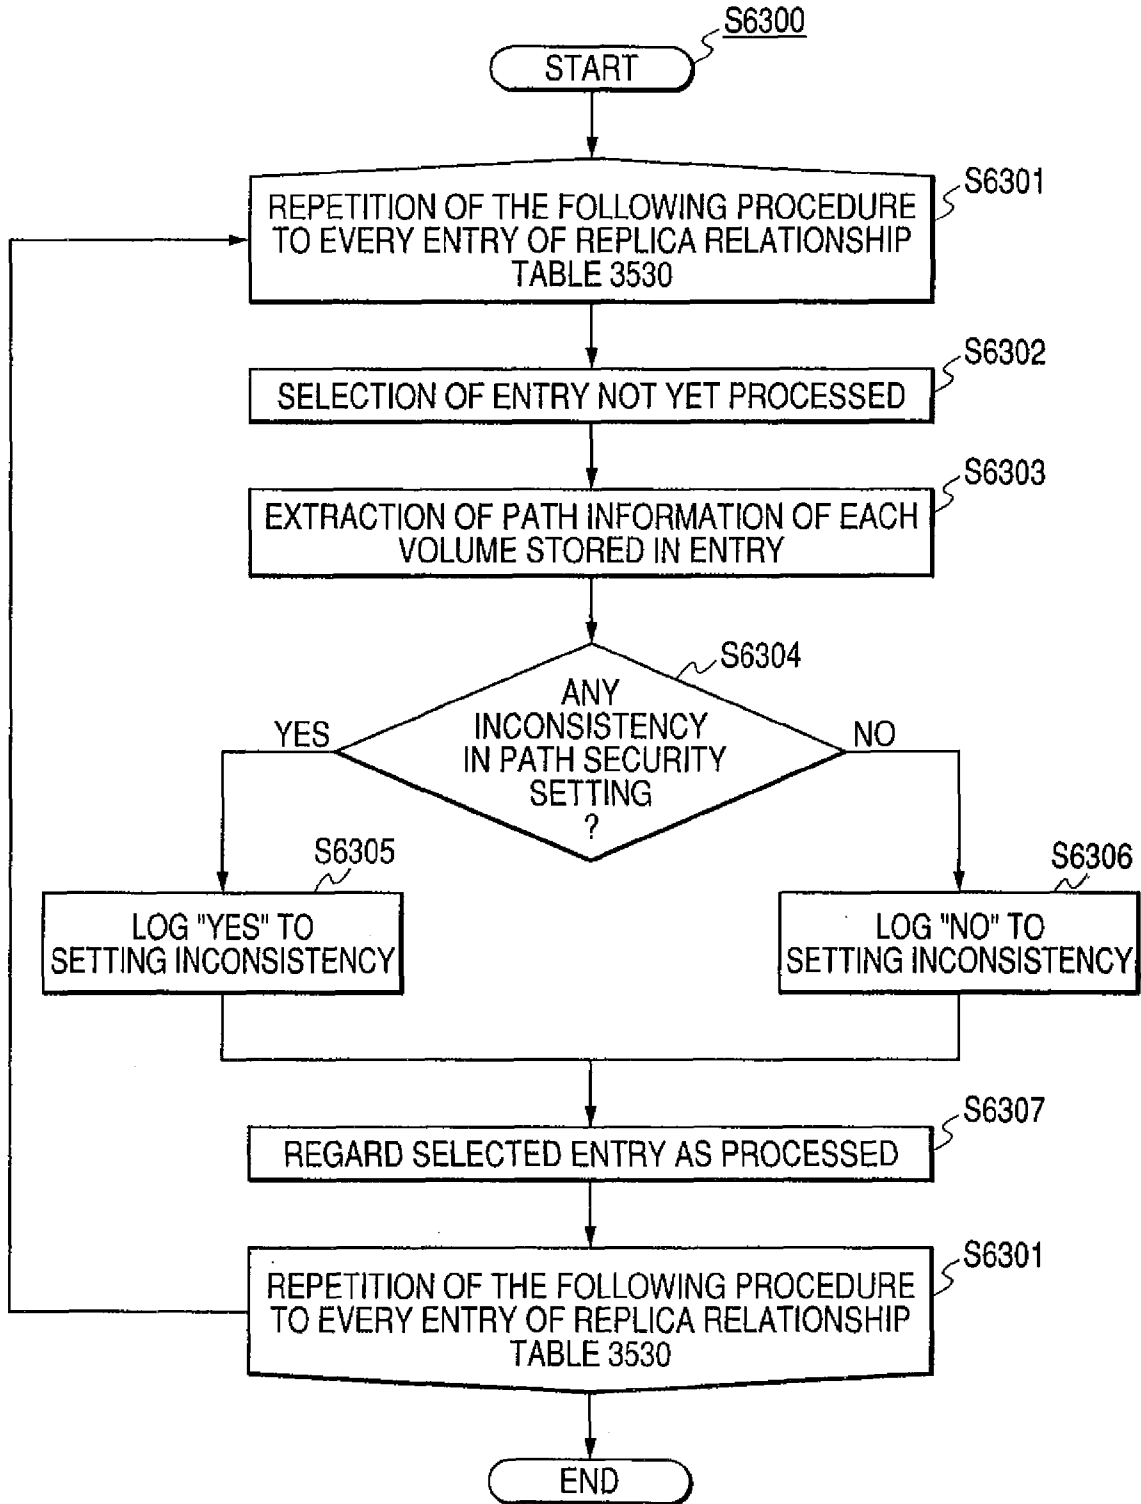 S6300
START
S6301
REPETITION OF THE FOLLOWING PROCEDURE
TO EVERY ENTRY OF REPLICA RELATIONSHIP
TABLE 3530
S6302
SELECTION OF ENTRY NOT YET PROCESSED
S6303
EXTRACTION OF PATH INFORMATION OF EACH
VOLUME STORED IN ENTRY
S6304
ANY
INCONSISTENCY
IN PATH SECURITY
SETTING
?
YES
NO
S6305
LOG "YES" TO
SETTING INCONSISTENCY
S6306
LOG "NO" TO
SETTING INCONSISTENCY
S6307
REGARD SELECTED ENTRY AS PROCESSED
S6301
REPETITION OF THE FOLLOWING PROCEDURE
TO EVERY ENTRY OF REPLICA RELATIONSHIP
TABLE 3530
END